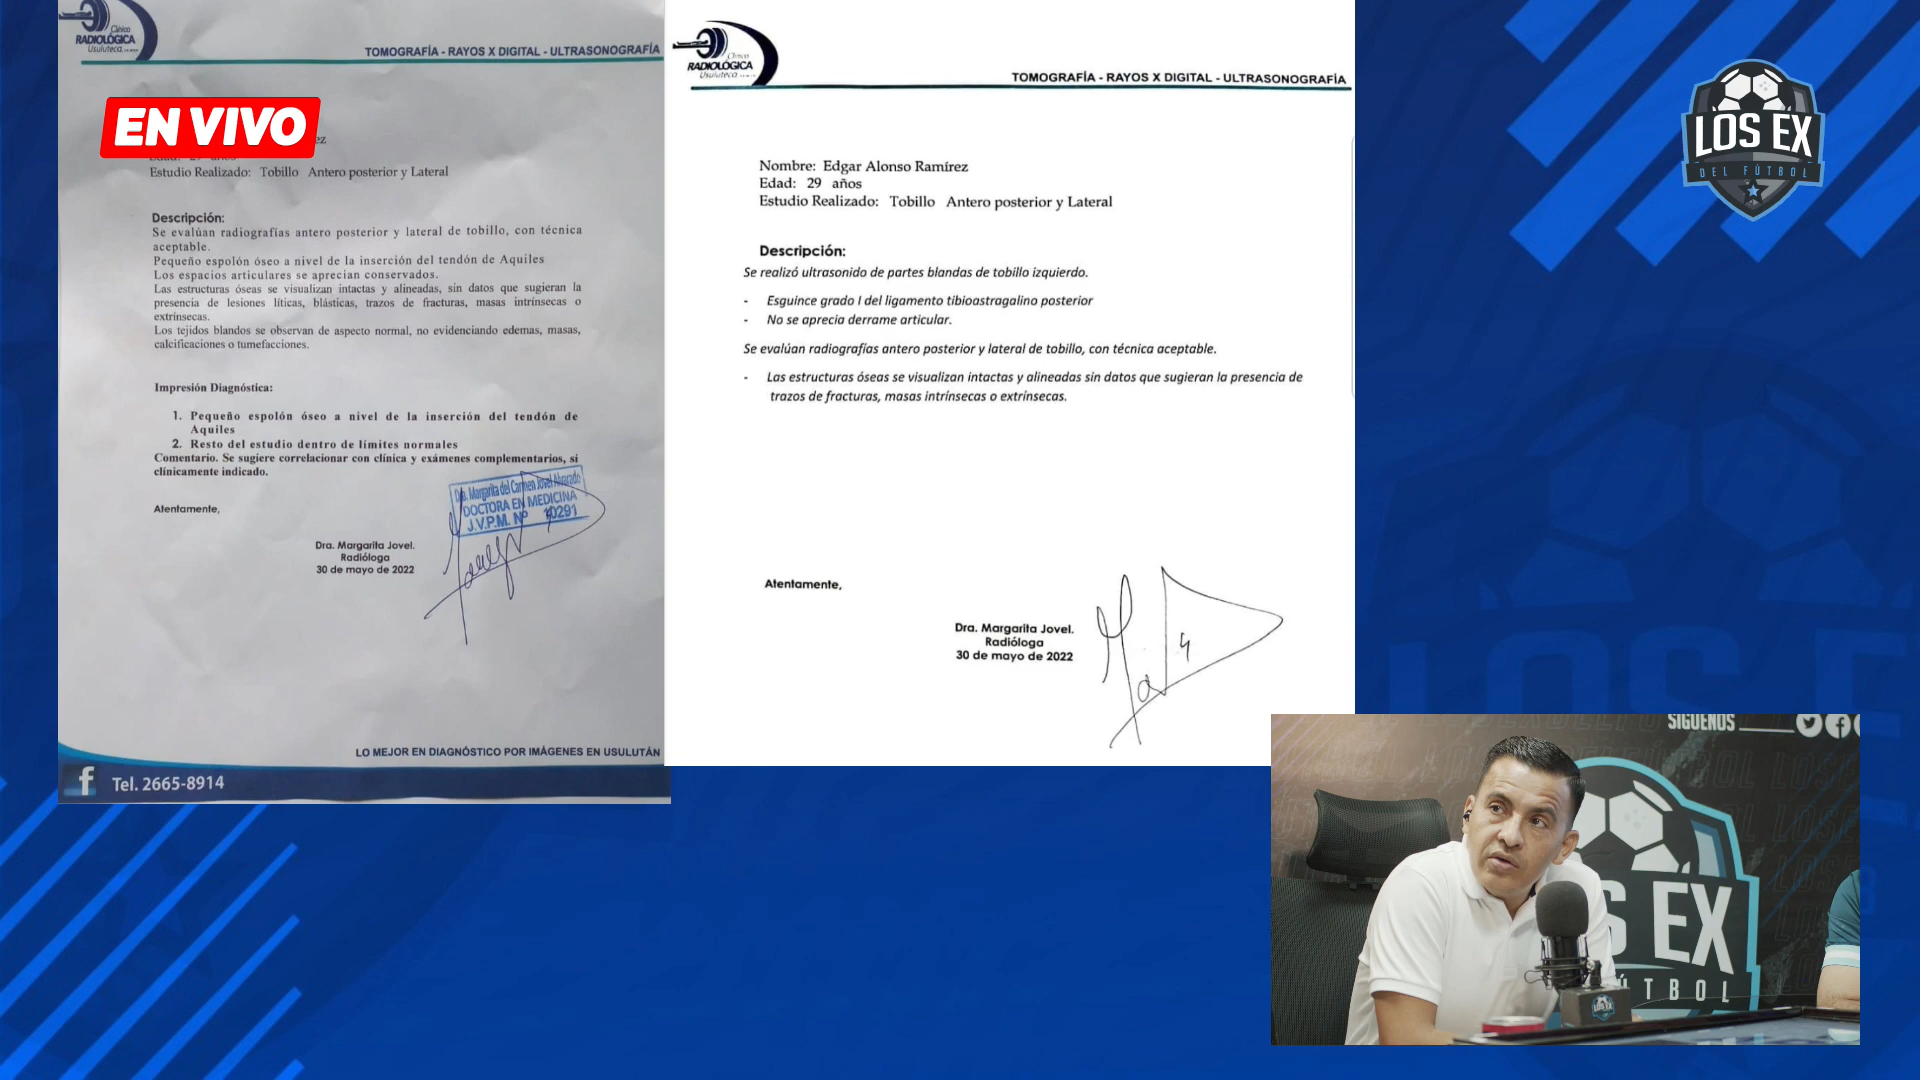 Clínica
RADIOLÓGICA
Usuluteca
TOMOGRAFÍA - RAYOS X DIGITAL - ULTRASONOGRAFÍA
EN VIVO
Estudio Realizado: Tobillo Antero posterior y Lateral
Descripción:
Se evalúan radiografías antero posterior y lateral de tobillo, con técnica
aceptable.
Pequeño espolón óseo a nivel de la inserción del tendón de Aquiles
Los espacios articulares se aprecian conservados.
Las estructuras óseas se visualizan intactas y alineadas, sin datos que sugieran la
presencia de lesiones líticas, blásticas, trazos de fracturas, masas intrínsecas o
extrínsecas.
Los tejidos blandos se observan de aspecto normal, no evidenciando edemas, masas,
calcificaciones o tumefacciones.
Impresión Diagnóstica:
1. Pequeño espolón óseo a nivel de la inserción del tendón de
Aquiles
2. Resto del estudio dentro de límites normales
Comentario. Se sugiere correlacionar con clínica y exámenes complementarios, si
clínicamente indicado.
Atentamente,
Dra. Margarita del Carmen Jovel Alvarado
DOCTORA EN MEDICINA
J.V.P.M. Nº 10291
Dra. Margarita Jovel.
Radióloga
30 de mayo de 2022
LO MEJOR EN DIAGNÓSTICO POR IMÁGENES EN USULUTÁN
f Tel. 2665-8914
Clínica
RADIOLÓGICA
Usuluteca
TOMOGRAFÍA - RAYOS X DIGITAL - ULTRASONOGRAFÍA
Nombre: Edgar Alonso Ramírez
Edad: 29 años
Estudio Realizado: Tobillo Antero posterior y Lateral
Descripción:
Se realizó ultrasonido de partes blandas de tobillo izquierdo.
- Esguince grado I del ligamento tibioastragalino posterior
- No se aprecia derrame articular.
Se evalúan radiografías antero posterior y lateral de tobillo, con técnica aceptable.
- Las estructuras óseas se visualizan intactas y alineadas sin datos que sugieran la presencia de
trazos de fracturas, masas intrínsecas o extrínsecas.
Atentamente,
Dra. Margarita Jovel.
Radióloga
30 de mayo de 2022
LOS EX
DEL FÚTBOL
SIGUENOS
S EX
ÚTBOL
LOS EX